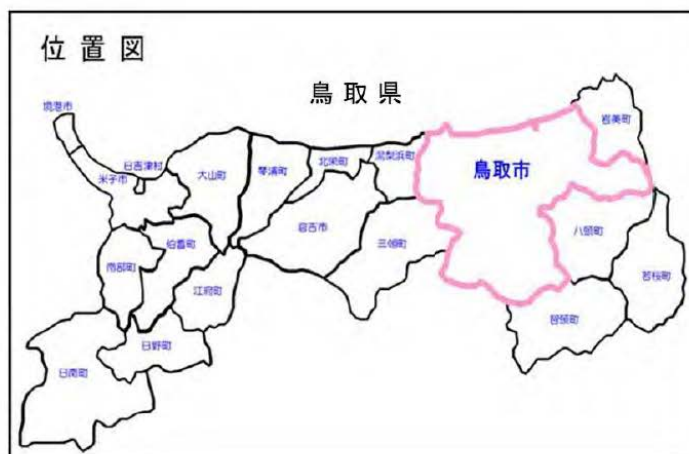 位置図
鳥取県
境港市
岩美町
日吉津村
米子市
大山町
琴浦町
北栄町
湯梨浜町
鳥取市
南部町
伯耆町
倉吉市
三朝町
八頭町
若桜町
江府町
智頭町
日野町
日南町